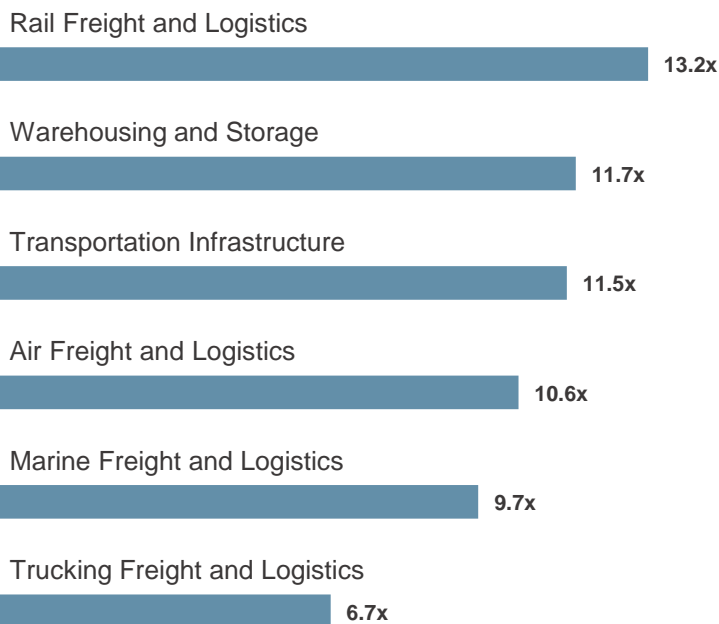 Rail Freight and Logistics
13.2x
Warehousing and Storage
11.7x
Transportation Infrastructure
11.5x
Air Freight and Logistics
10.6x
Marine Freight and Logistics
9.7x
Trucking Freight and Logistics
6.7x